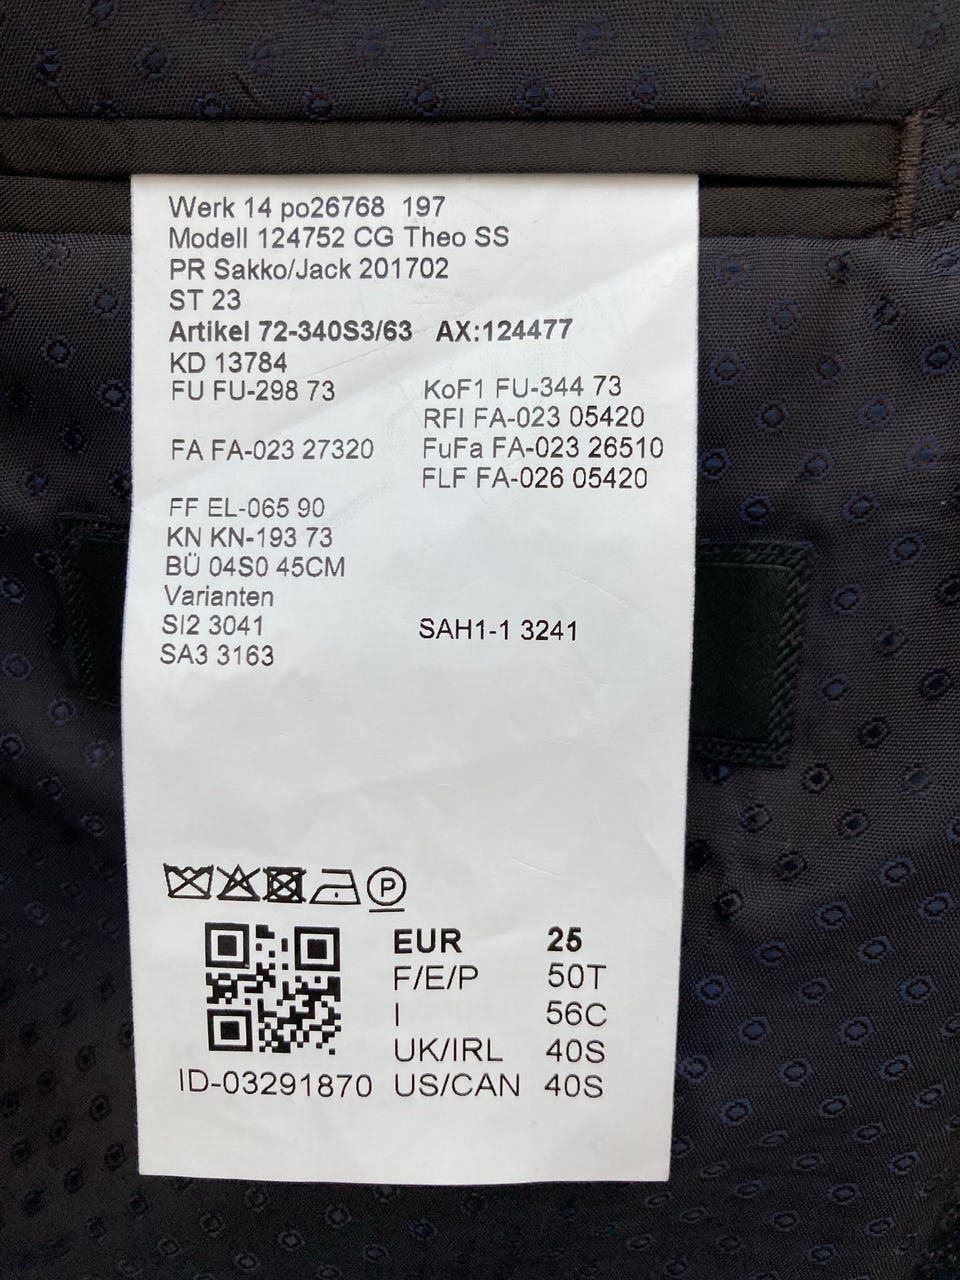 Werk 14 po26768 197
Modell 124752 CG Theo SS
PR Sakko/Jack 201702
ST 23
Artikel 72-340S3/63 AX:124477
KD 13784
FU FU-298 73 KoF1 FU-344 73
RFI FA-023 05420
FA FA-023 27320 FuFa FA-023 26510
FLF FA-026 05420
FF EL-065 90
KN KN-193 73
BÜ 04S0 45CM
Varianten
SI2 3041 SAH1-1 3241
SA3 3163
P
EUR 25
F/E/P 50T
I 56C
UK/IRL 40S
ID-03291870 US/CAN 40S